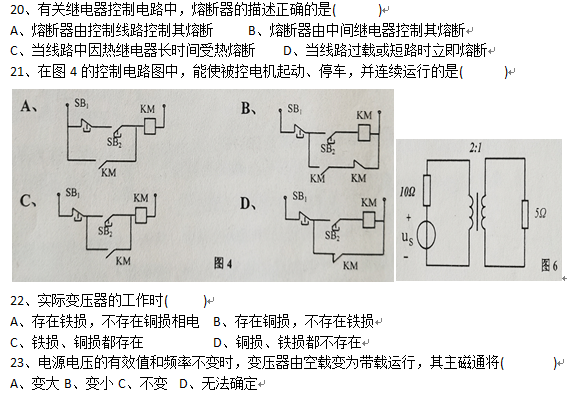 20、有关继电器控制电路中，熔断器的描述正确的是(    )
A、熔断器由控制线路控制其熔断    B、熔断器由中间继电器控制其熔断
C、当线路中因热继电器长时间受热熔断    D、当线路过载或短路时立即熔断
21、在图 4 的控制电路图中，能使被控电机起动、停车，并连续运行的是(    )
A、 SB1 SB2 KM KM
B、 SB1 SB2 KM KM KM
2:1
10Ω + us - 5Ω
C、 SB1 SB2 KM KM
D、 SB1 SB2 KM KM
图 4
图 6
22、实际变压器的工作时(    )
A、存在铁损，不存在铜损相电  B、存在铜损，不存在铁损
C、铁损、铜损都存在    D、铜损、铁损都不存在
23、电源电压的有效值和频率不变时，变压器由空载变为带载运行，其主磁通将(    )
A、变大 B、变小 C、不变  D、无法确定